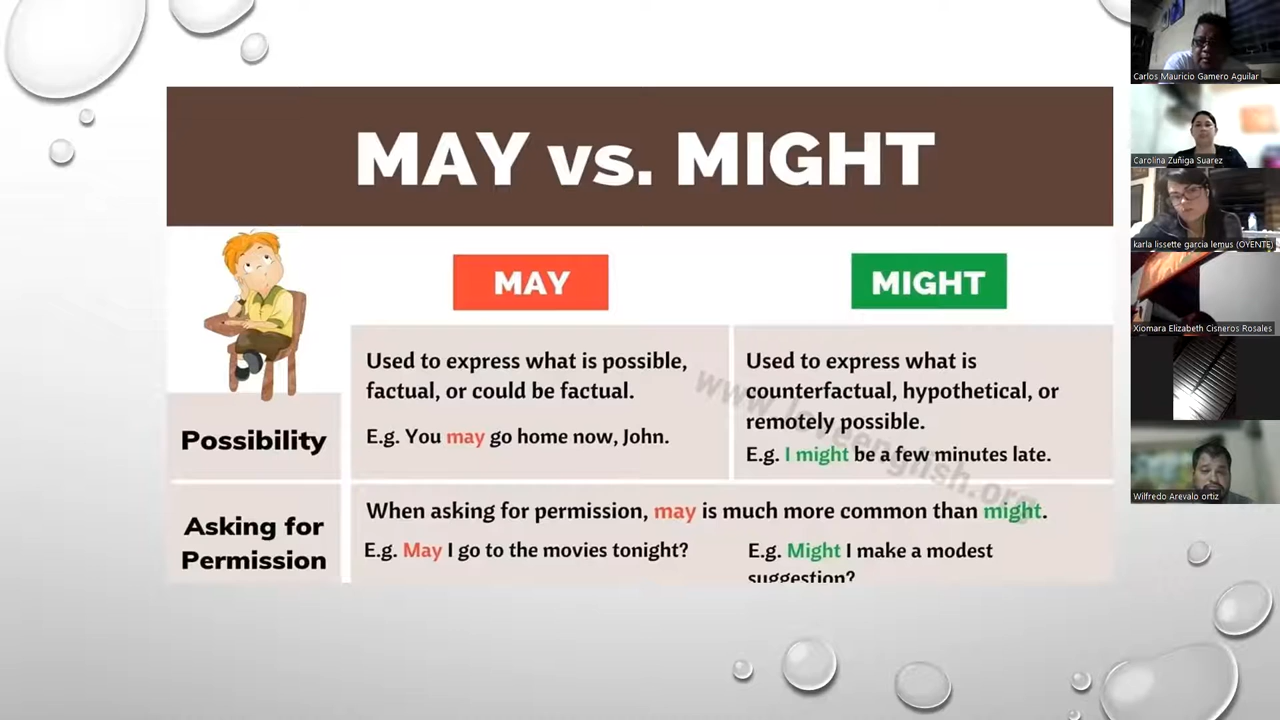 MAY vs. MIGHT
MAY
MIGHT
Used to express what is possible,
factual, or could be factual.
E.g. You may go home now, John.
Used to express what is
counterfactual, hypothetical, or
remotely possible.
E.g. I might be a few minutes late.
Possibility
When asking for permission, may is much more common than might.
Asking for
Permission
E.g. May I go to the movies tonight?
E.g. Might I make a modest
suggestion?
www.loveenglish.org
Carlos Mauricio Gamero Aguilar
Carolina Zuñiga Suarez
karla lissette garcia lemus (OYENTE)
Xiomara Elizabeth Cisneros Rosales
Wilfredo Arevalo ortiz